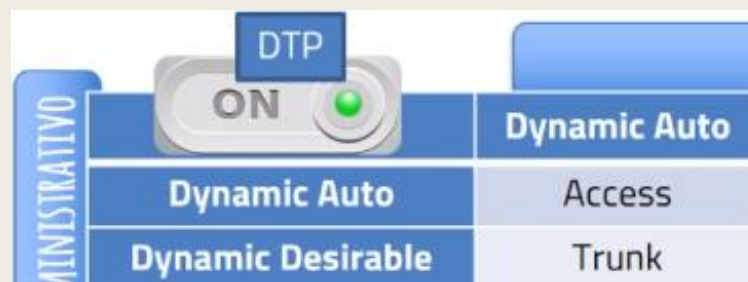 DTP
ON
MINISTRATIVO
Dynamic Auto
Dynamic Auto
Access
Dynamic Desirable
Trunk